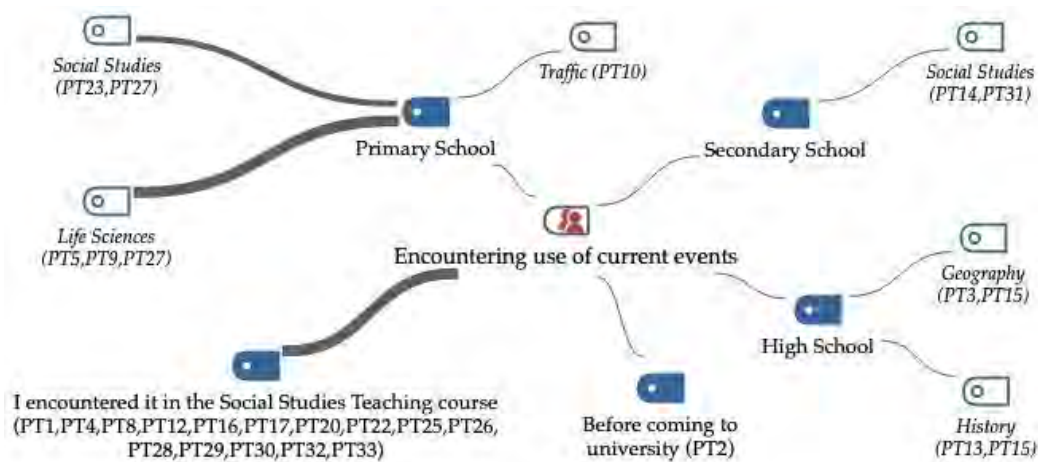 Social Studies
(PT23,PT27)
Traffic (PT10)
Social Studies
(PT14,PT31)
Primary School
Secondary School
Life Sciences
(PT5,PT9,PT27)
Encountering use of current events
Geography
(PT3,PT15)
High School
I encountered it in the Social Studies Teaching course
(PT1,PT4,PT8,PT12,PT16,PT17,PT20,PT22,PT25,PT26,
PT28,PT29,PT30,PT32,PT33)
Before coming to
university (PT2)
History
(PT13,PT15)